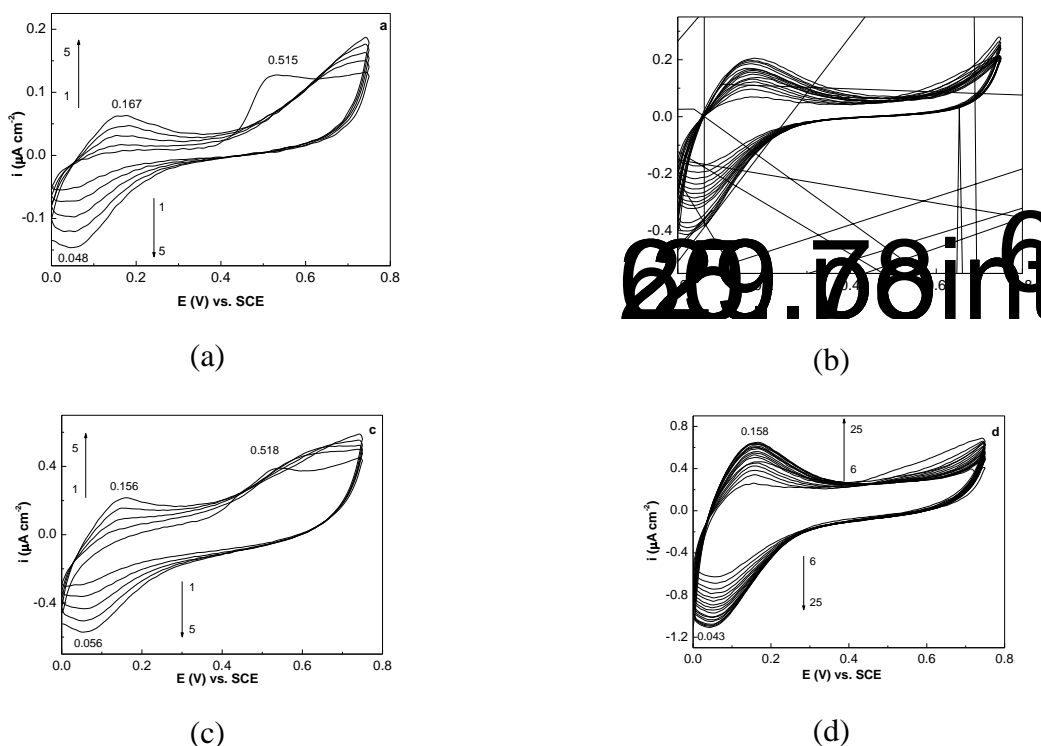 a
0.2
5
0.515
0.1
1
0.167
0.0
1
-0.1
5
0.048
0.0 0.2 0.4 0.6 0.8
E (V) vs. SCE
i (µA cm-2)
(a)
0.2
0.0
-0.2
-0.4
(b)
c
5
0.518
0.4
1
0.156
0.0
1
-0.4
5
0.056
0.0 0.2 0.4 0.6 0.8
E (V) vs. SCE
i (µA cm-2)
(c)
0.8
25
d
0.158
0.4
6
0.0
-0.4
6
-0.8
25
-1.2
0.043
0.0 0.2 0.4 0.6 0.8
E (V) vs. SCE
i (µA cm-2)
(d)